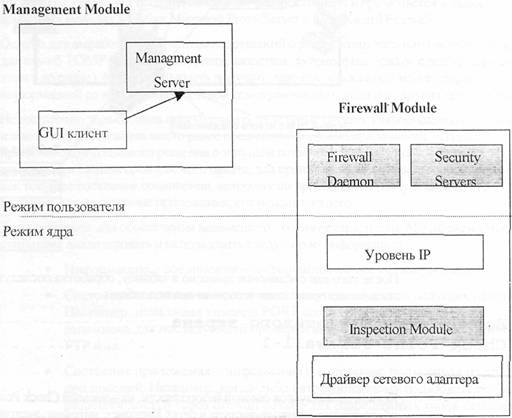 Management Module
Managment
Server
GUI клиент
Firewall Module
Firewall
Daemon
Security
Servers
Режим пользователя
Режим ядра
Уровень IP
Inspection Module
Драйвер сетевого адаптера